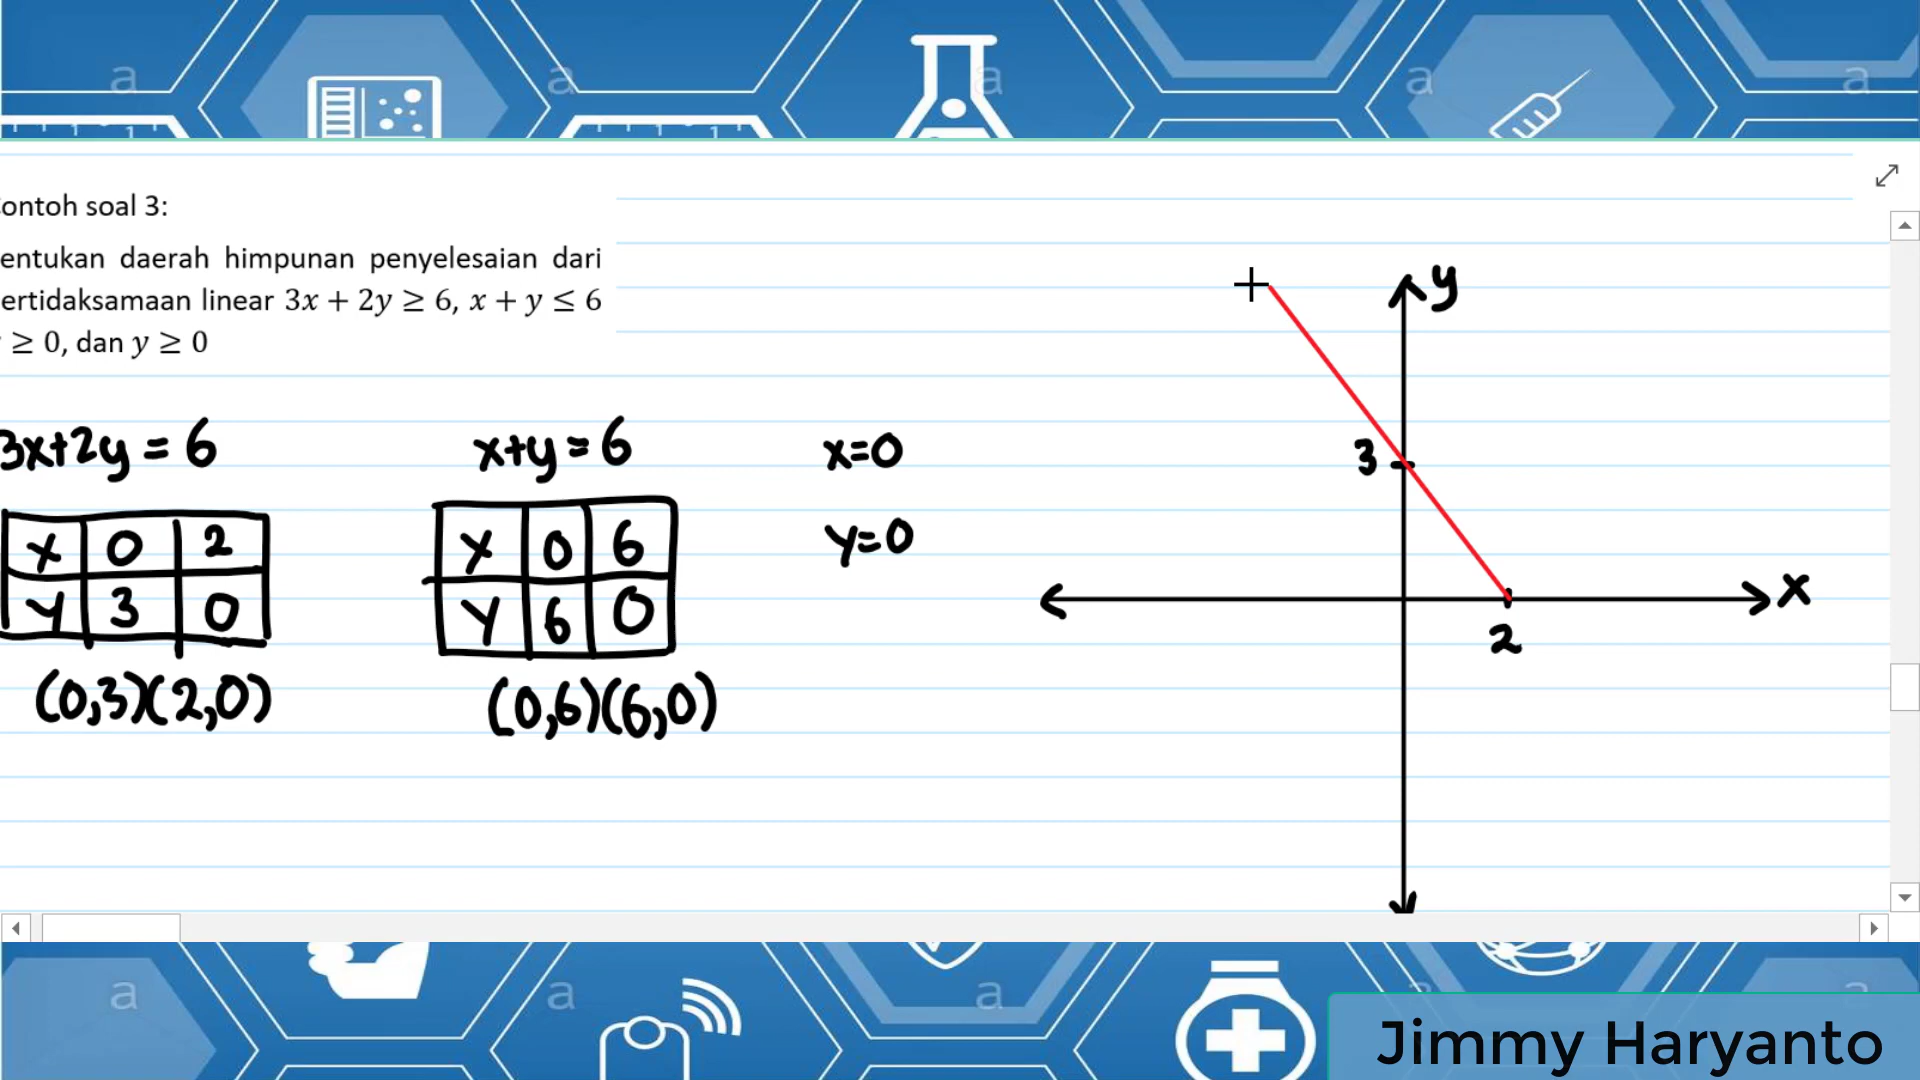 ontoh soal 3:
entukan daerah himpunan penyelesaian dari
ertidaksamaan linear 3x + 2y ≥ 6, x + y ≤ 6
≥ 0, dan y ≥ 0
3x+2y = 6
x+y = 6
x=0
y=0
x 0 2
y 3 0
(0,3)(2,0)
x 0 6
y 6 0
(0,6)(6,0)
y
3
x
2
a a a a a
a a a
Jimmy Haryanto